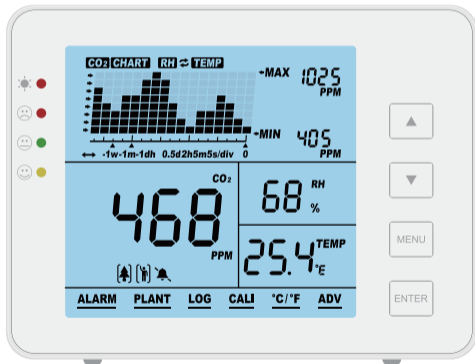 CO₂ CHART RH ⇄ TEMP
MAX 1025
PPM
MIN 405
PPM
↔ -1w-1m-1dh 0.5d2h5m5s/div 0
CO₂
468
PPM
68 RH
%
25.4 TEMP
°E
ALARM PLANT LOG CALI °C/°F ADV
MENU
ENTER